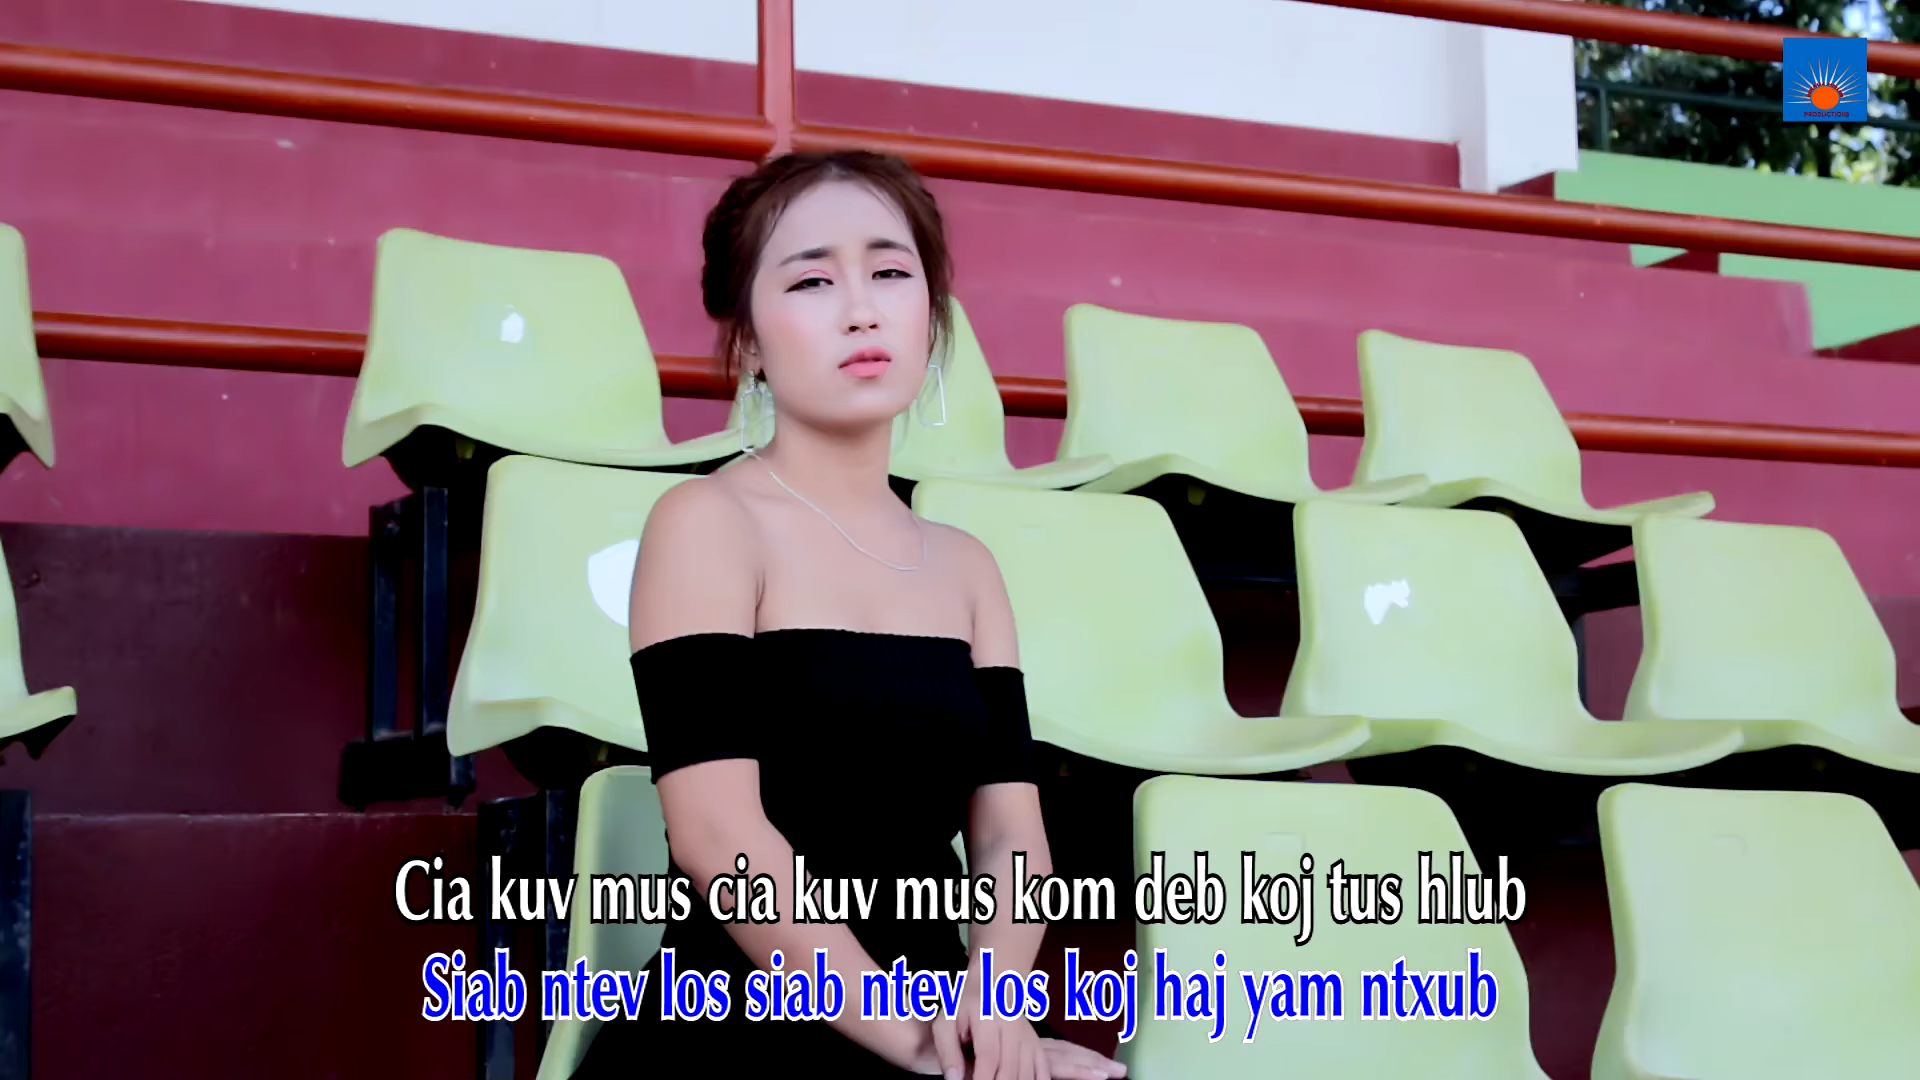 PRODUCTIONS
Cia kuv mus cia kuv mus kom deb koj tus hlub
Siab ntev los siab ntev los koj haj yam ntxub